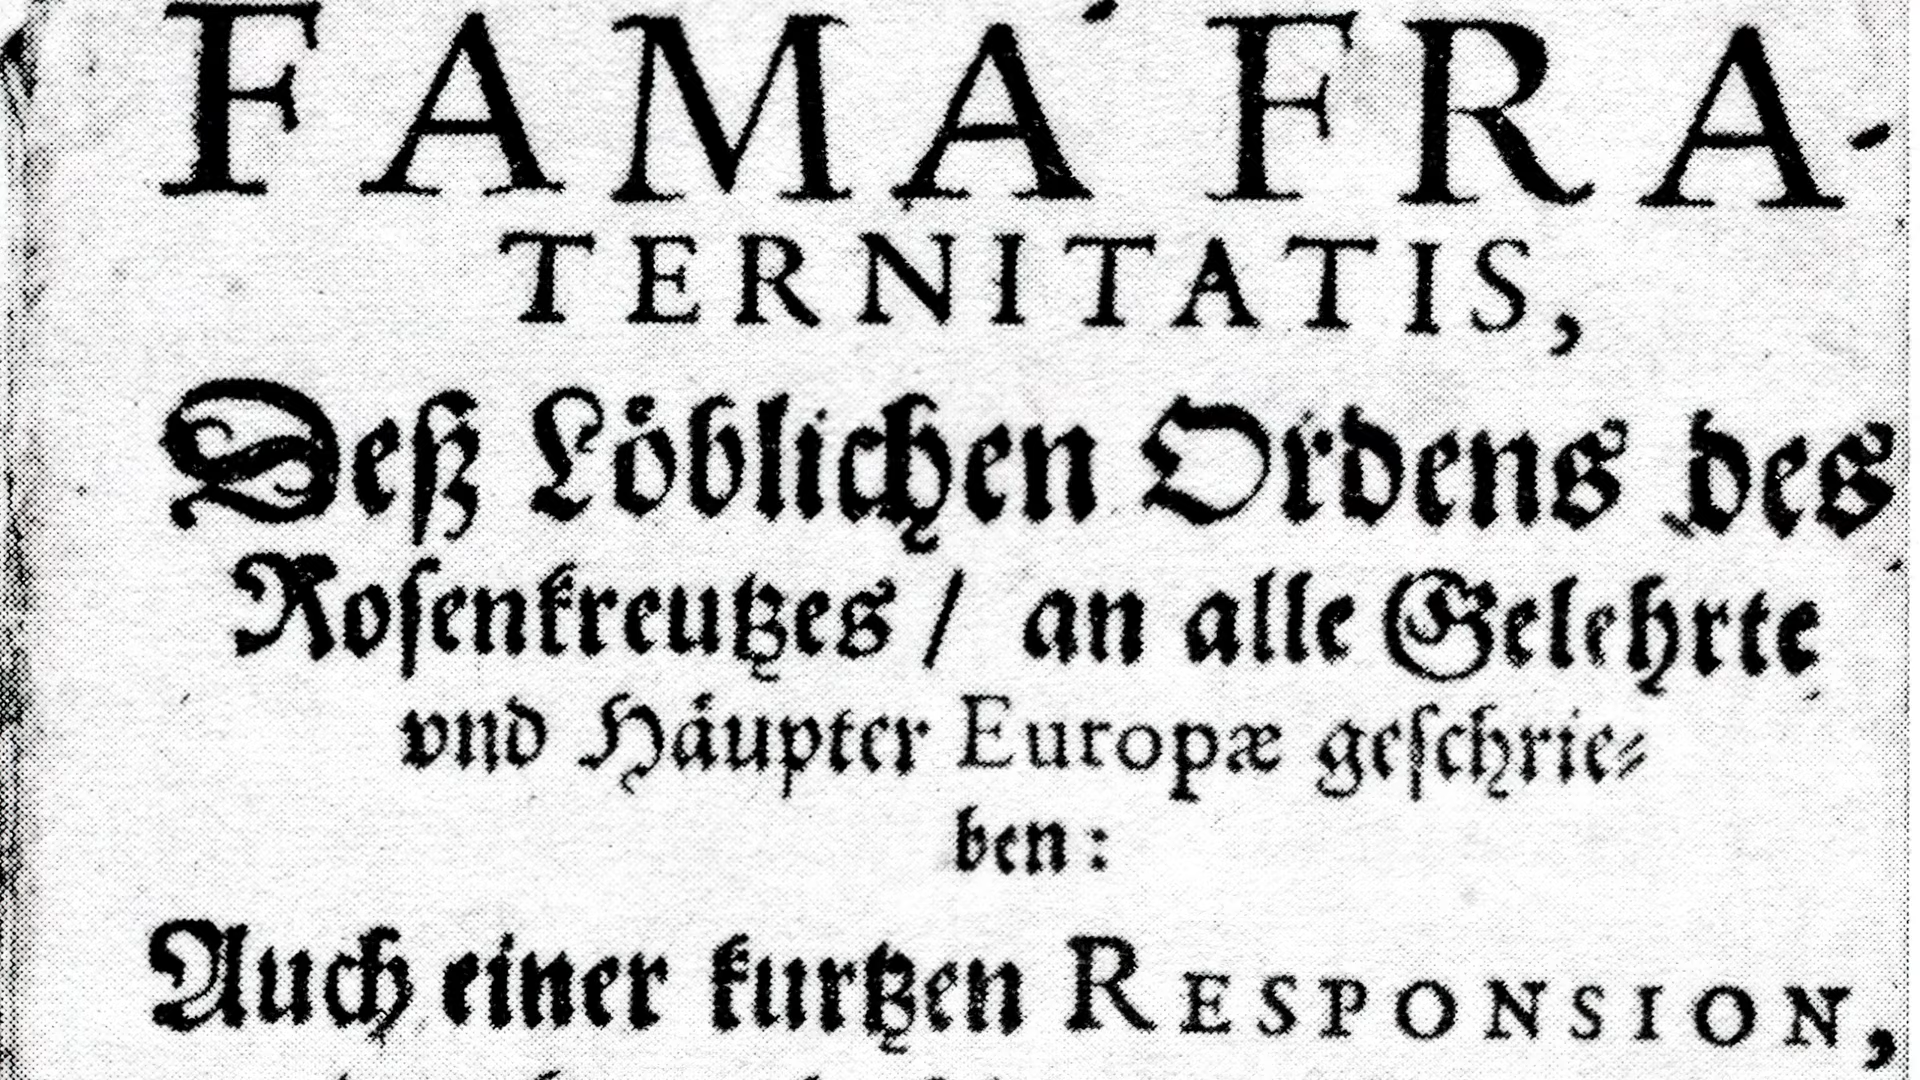 FAMA FRA-
TERNITATIS,
Deß Löblichen Ordens des
Rosenkreutzes / an alle Gelehrte
vnd Häupter Europæ geschrie-
ben:
Auch einer kurtzen RESPONSION,